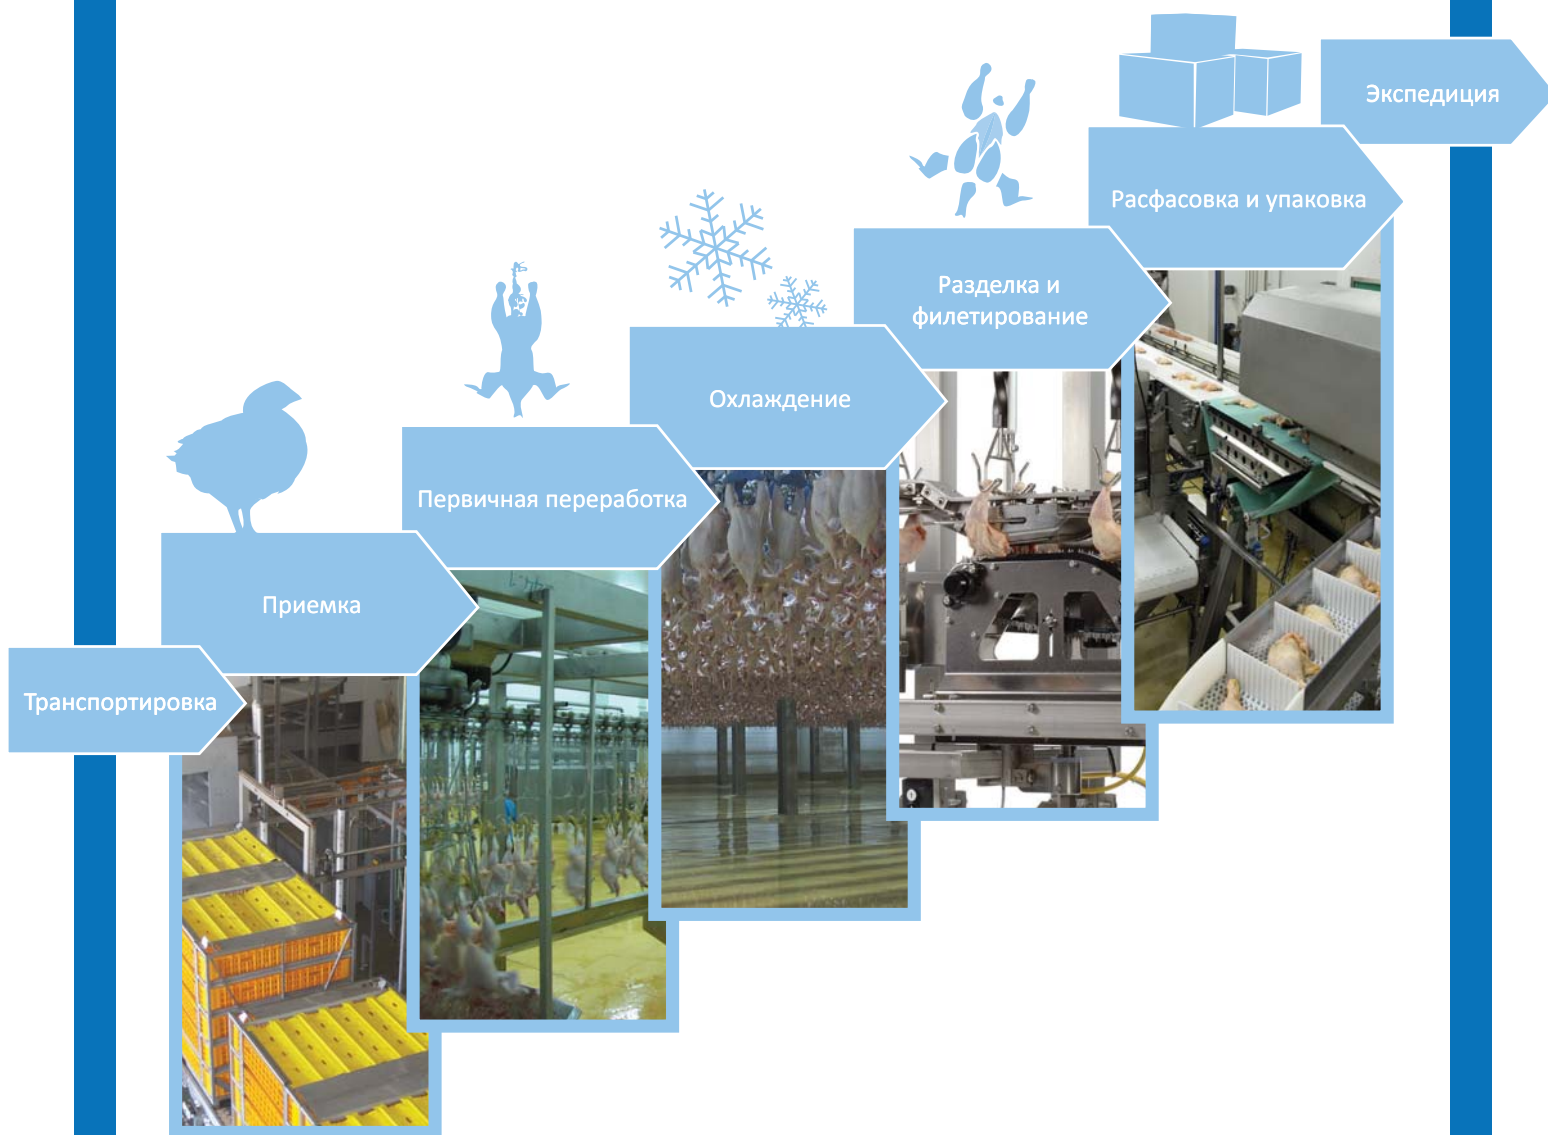 Транспортировка
Приемка
Первичная переработка
Охлаждение
Разделка и
филетирование
Расфасовка и упаковка
Экспедиция